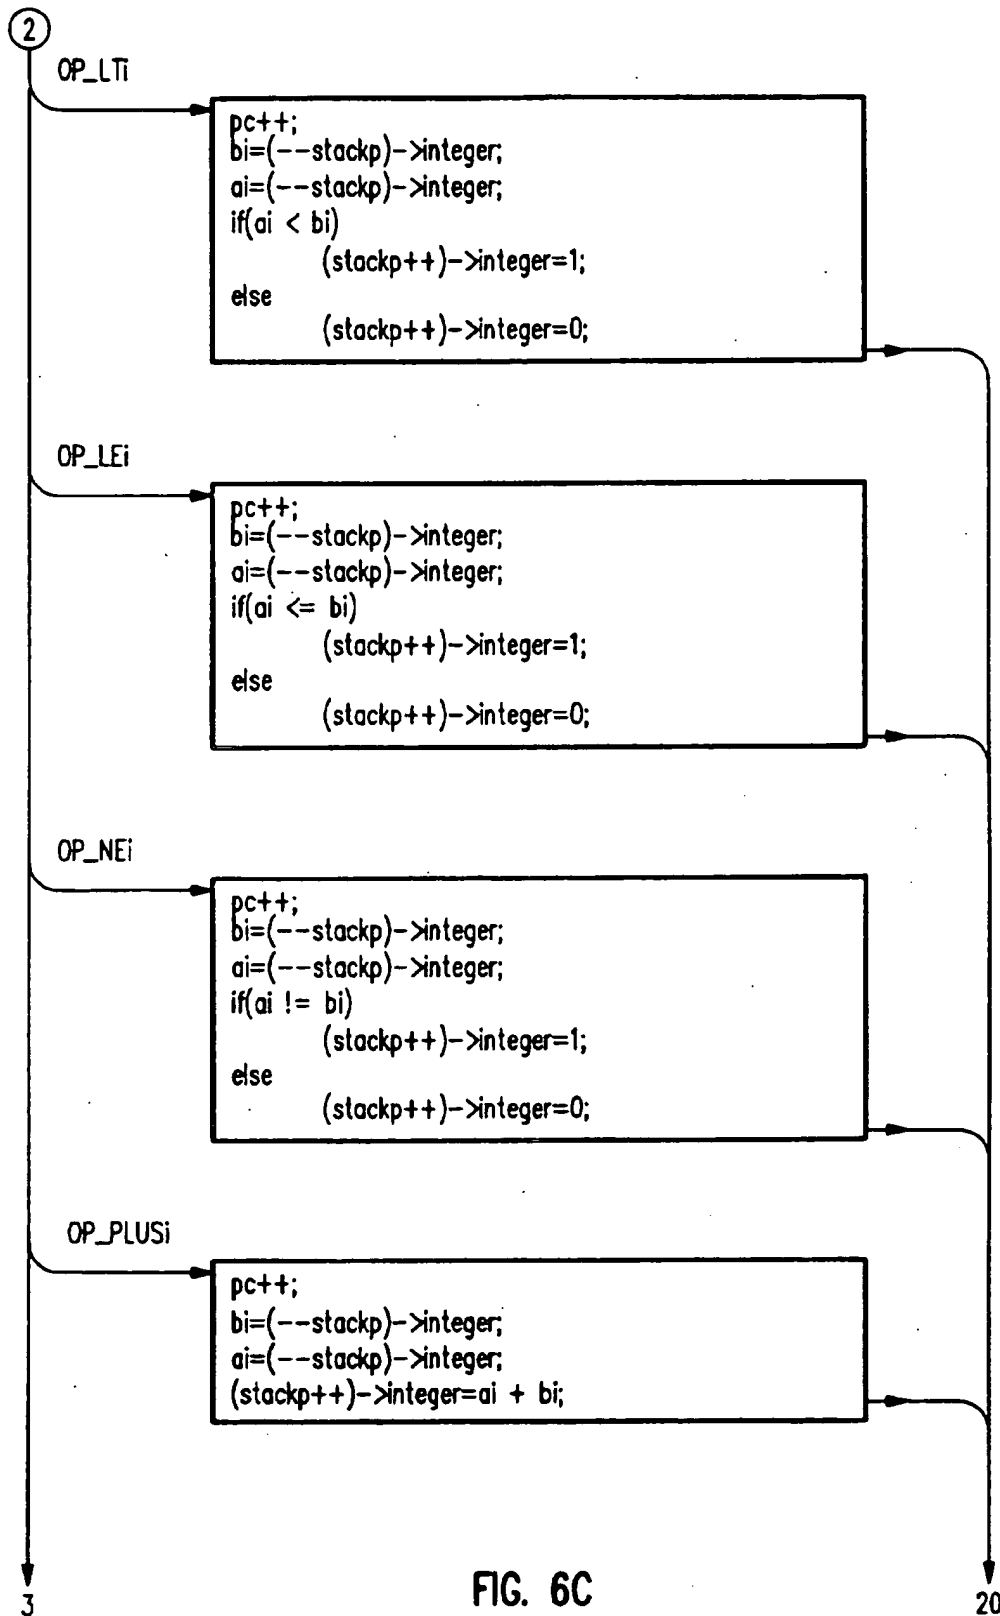 2
OP_LTi
pc++;
bi=(--stackp)->integer;
ai=(--stackp)->integer;
if(ai < bi)
(stackp++)->integer=1;
else
(stackp++)->integer=0;
OP_LEi
pc++;
bi=(--stackp)->integer;
ai=(--stackp)->integer;
if(ai <= bi)
(stackp++)->integer=1;
else
(stackp++)->integer=0;
OP_NEi
pc++;
bi=(--stackp)->integer;
ai=(--stackp)->integer;
if(ai != bi)
(stackp++)->integer=1;
else
(stackp++)->integer=0;
OP_PLUSi
pc++;
bi=(--stackp)->integer;
ai=(--stackp)->integer;
(stackp++)->integer=ai + bi;
3
FIG. 6C
20